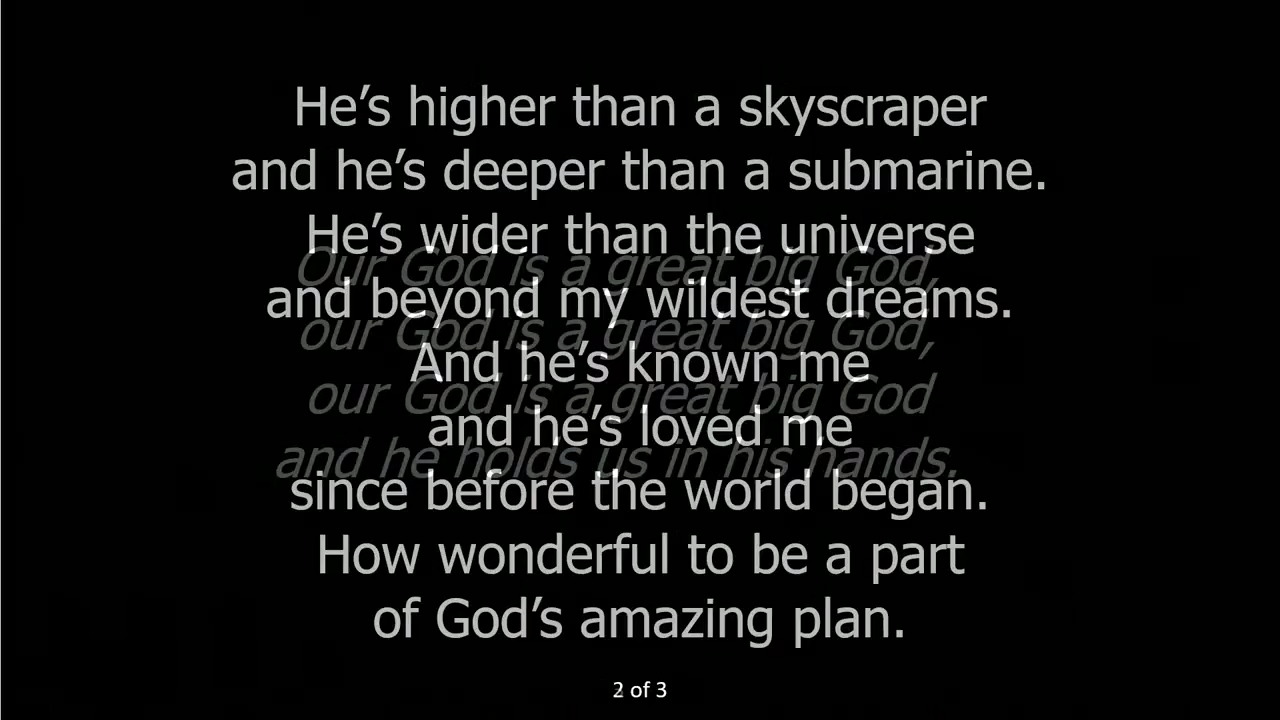 He’s higher than a skyscraper
and he’s deeper than a submarine.
He’s wider than the universe
Our God is a great big God,
and beyond my wildest dreams.
our God is a great big God,
And he’s known me
our God is a great big God
and he’s loved me
and he holds us in his hands.
since before the world began.
How wonderful to be a part
of God’s amazing plan.
2 of 3